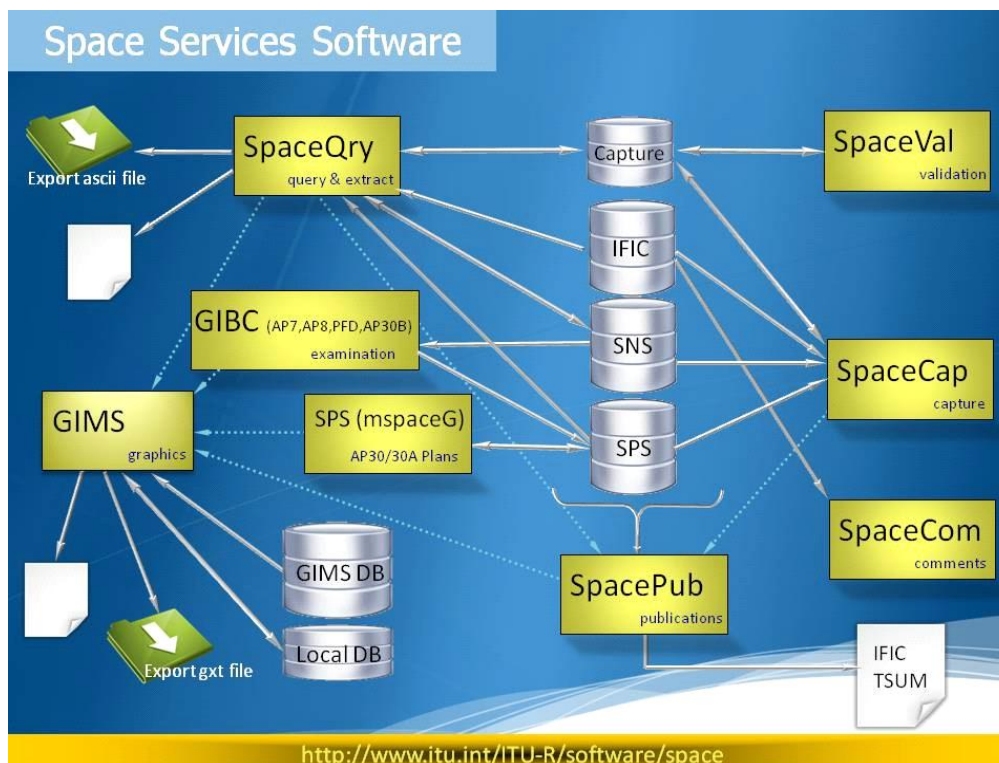 Space Services Software
Export ascii file
SpaceQry
query & extract
Capture
SpaceVal
validation
IFIC
GIBC (AP7,AP8,PFD,AP30B)
examination
SNS
SpaceCap
capture
GIMS
graphics
SPS (mspaceG)
AP30/30A Plans
SPS
SpaceCom
comments
GIMS DB
SpacePub
publications
Export gxt file
Local DB
IFIC
TSUM
http://www.itu.int/ITU-R/software/space